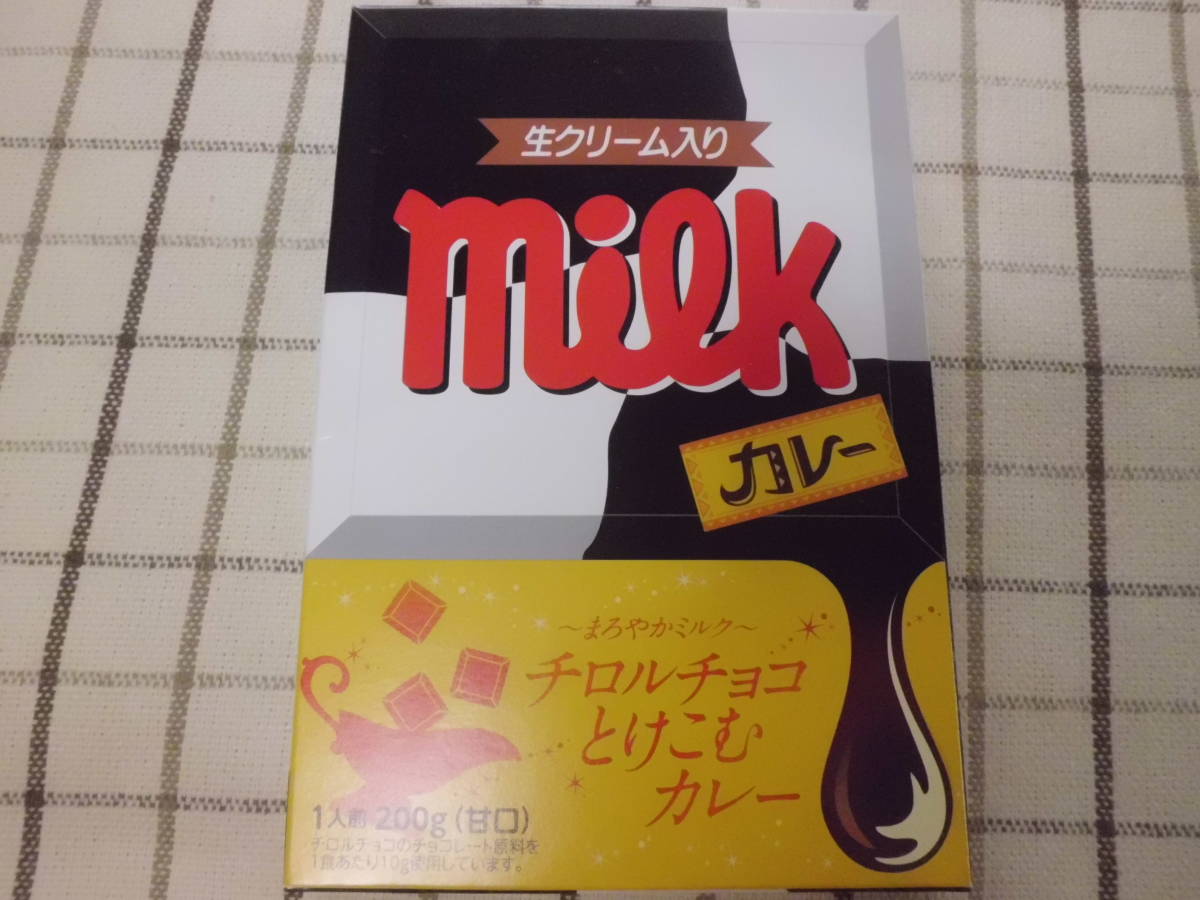 生クリーム入り
milk
カレー
～まろやかミルク～
チロルチョコ
とけこむ
カレー
1人前 200g (甘口)
チロルチョコのチョコレート原料を
1食あたり10g使用しています。